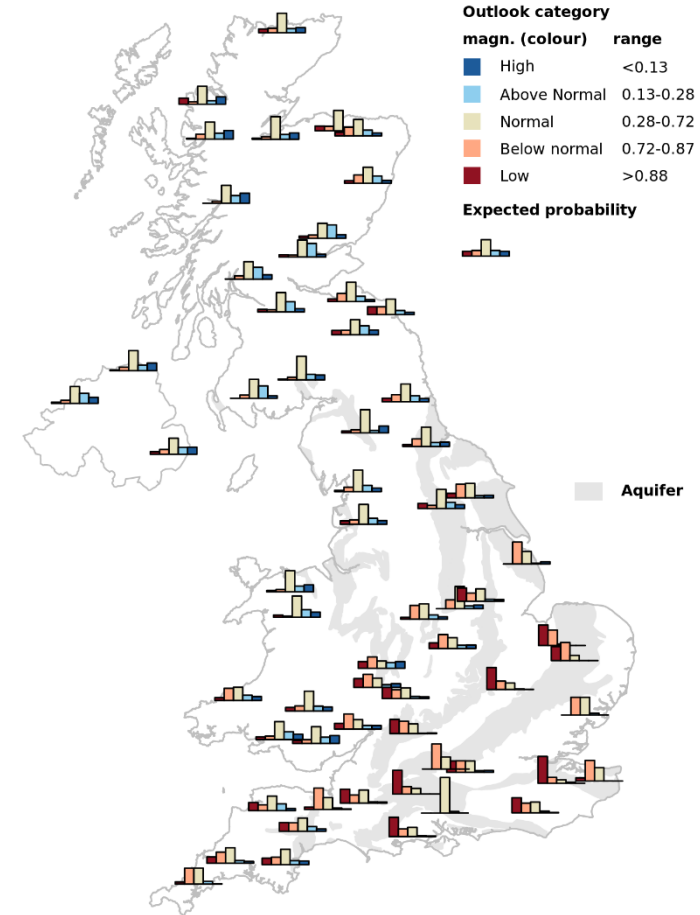 Outlook category
magn. (colour) range
High <0.13
Above Normal 0.13-0.28
Normal 0.28-0.72
Below normal 0.72-0.87
Low >0.88
Expected probability
Aquifer